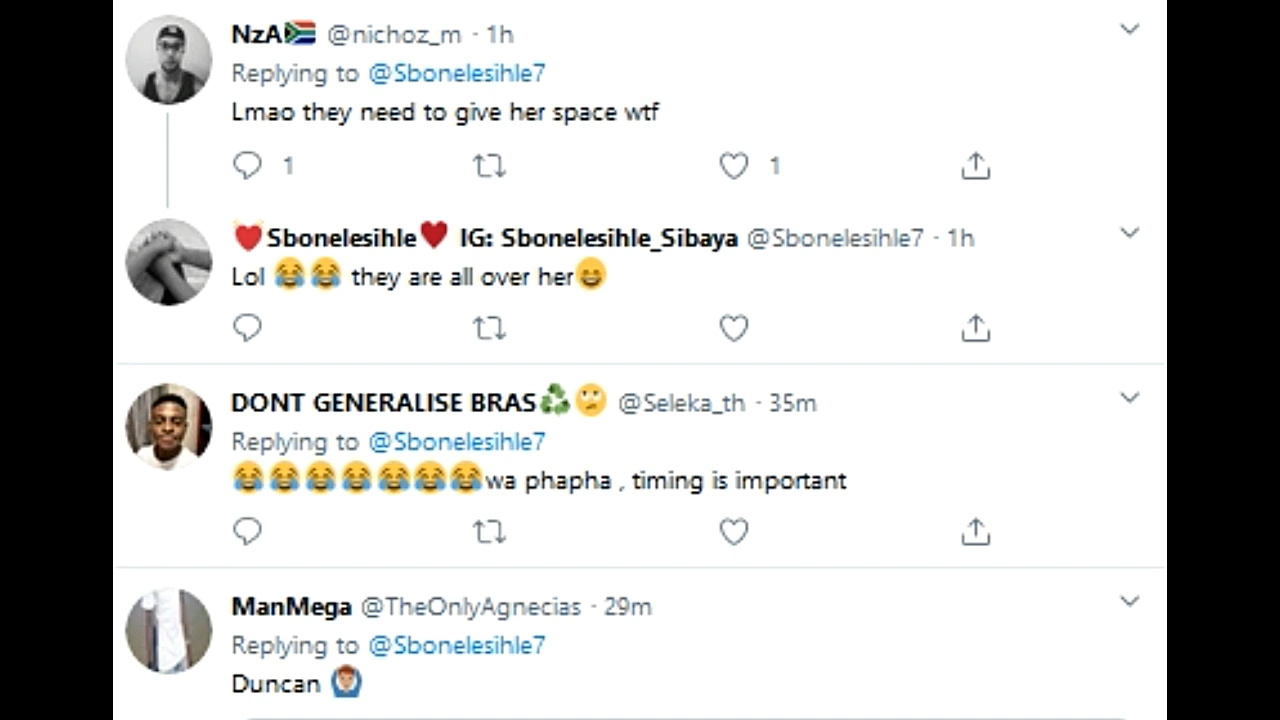 NzA🇿🇦 @nichoz_m · 1h
Replying to @Sbonelesihle7
Lmao they need to give her space wtf
1 1
💓Sbonelesihle♥ IG: Sbonelesihle_Sibaya @Sbonelesihle7 · 1h
Lol 😂😂 they are all over her😄
DONT GENERALISE BRAS♻🙄 @Seleka_th · 35m
Replying to @Sbonelesihle7
😂😂😂😂😂😂😂wa phapha , timing is important
ManMega @TheOnlyAgnecias · 29m
Replying to @Sbonelesihle7
Duncan 🙆🏽‍♂️